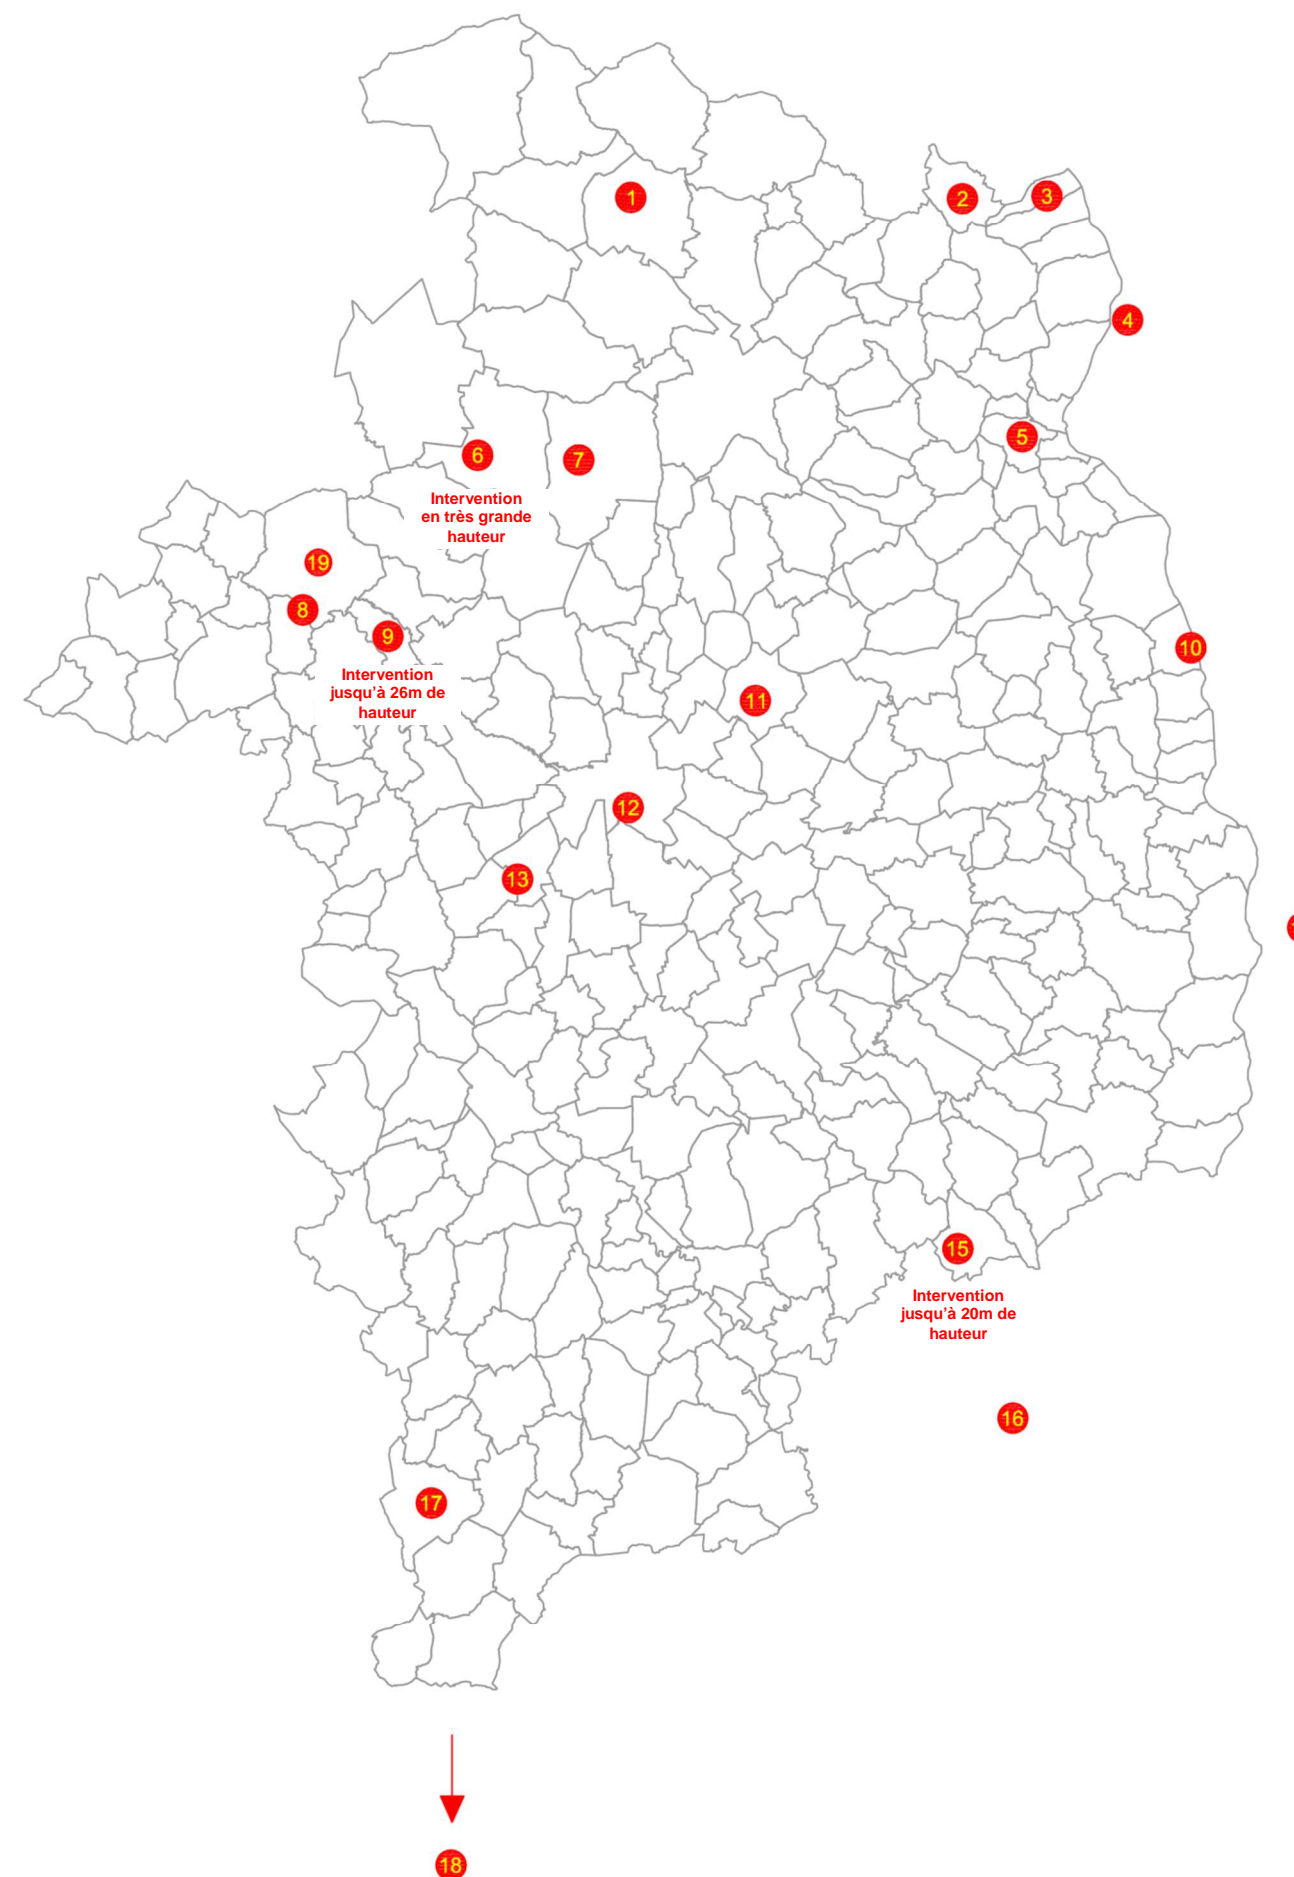 1
2
3
4
5
6
7
Intervention
en très grande
hauteur
19
8
9
Intervention
jusqu'à 26m de
hauteur
10
11
12
13
15
Intervention
jusqu'à 20m de
hauteur
16
17
18